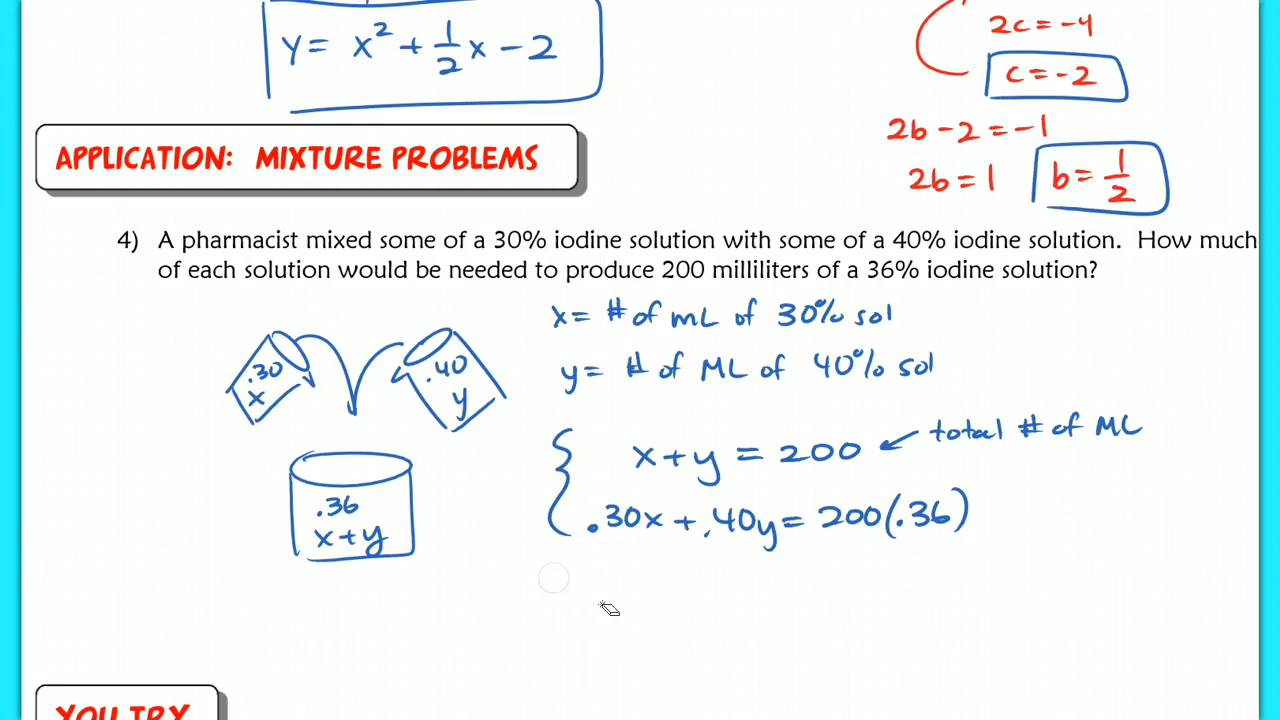 y = x² + 1/2 x - 2
2c = -4
c = -2
2b - 2 = -1
2b = 1
b = 1/2
APPLICATION: MIXTURE PROBLEMS
4) A pharmacist mixed some of a 30% iodine solution with some of a 40% iodine solution. How much
of each solution would be needed to produce 200 milliliters of a 36% iodine solution?
x = # of mL of 30% sol
y = # of ML of 40% sol
.30
x
.40
y
x + y = 200 ← total # of ML
.30x + .40y = 200(.36)
.36
x + y
YOU TRY